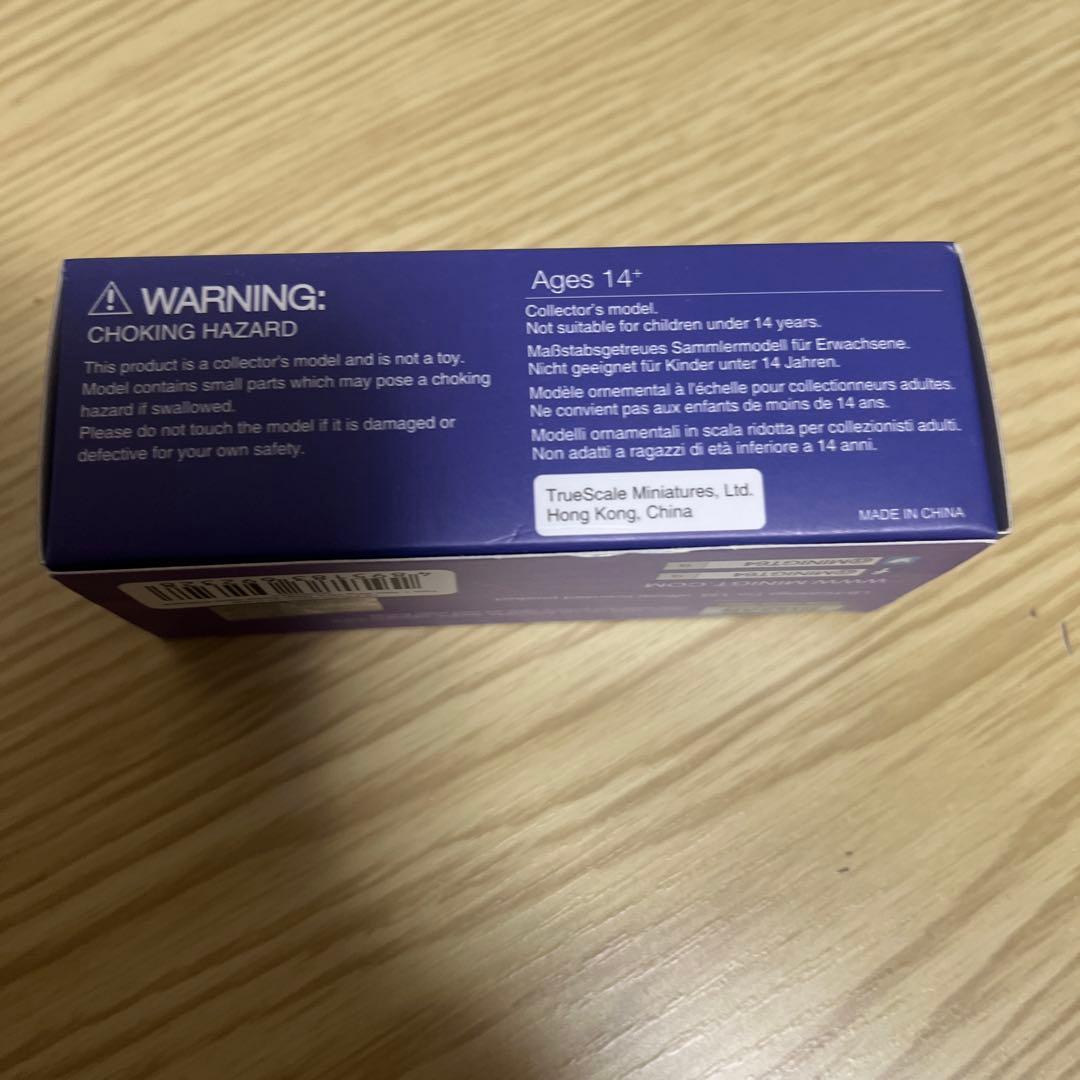 WARNING:
CHOKING HAZARD
This product is a collector's model and is not a toy.
Model contains small parts which may pose a choking
hazard if swallowed.
Please do not touch the model if it is damaged or
defective for your own safety.
Ages 14+
Collector's model.
Not suitable for children under 14 years.
Maßstabsgetreues Sammlermodell für Erwachsene.
Nicht geeignet für Kinder unter 14 Jahren.
Modèle ornemental à l'échelle pour collectionneurs adultes.
Ne convient pas aux enfants de moins de 14 ans.
Modelli ornamentali in scala ridotta per collezionisti adulti.
Non adatti a ragazzi di età inferiore a 14 anni.
TrueScale Miniatures, Ltd.
Hong Kong, China
MADE IN CHINA
@MINIGT64
@MINIGT64
WWW.MINIGT.COM